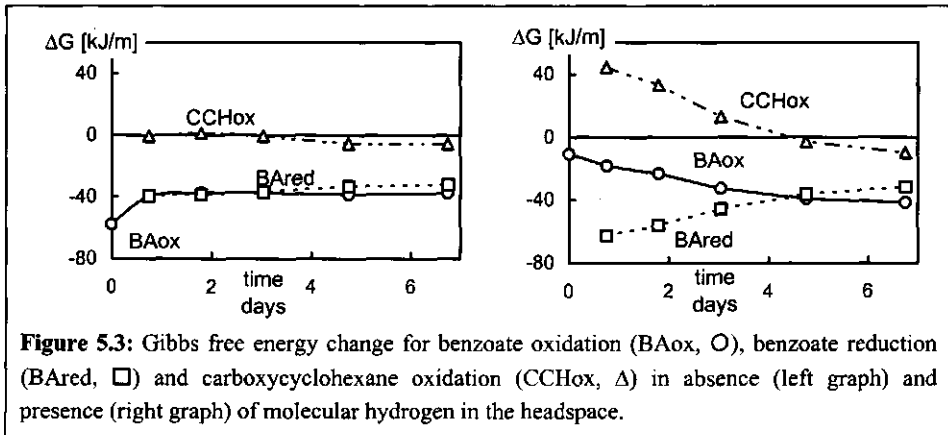 ΔG [kJ/m]
40
0
-40
-80
CCHox
BAred
BAox
0
2
4
6
time
days
ΔG [kJ/m]
40
0
-40
-80
CCHox
BAox
BAred
0
2
4
6
time
days
Figure 5.3: Gibbs free energy change for benzoate oxidation (BAox, O), benzoate reduction
(BAred, □) and carboxycyclohexane oxidation (CCHox, Δ) in absence (left graph) and
presence (right graph) of molecular hydrogen in the headspace.